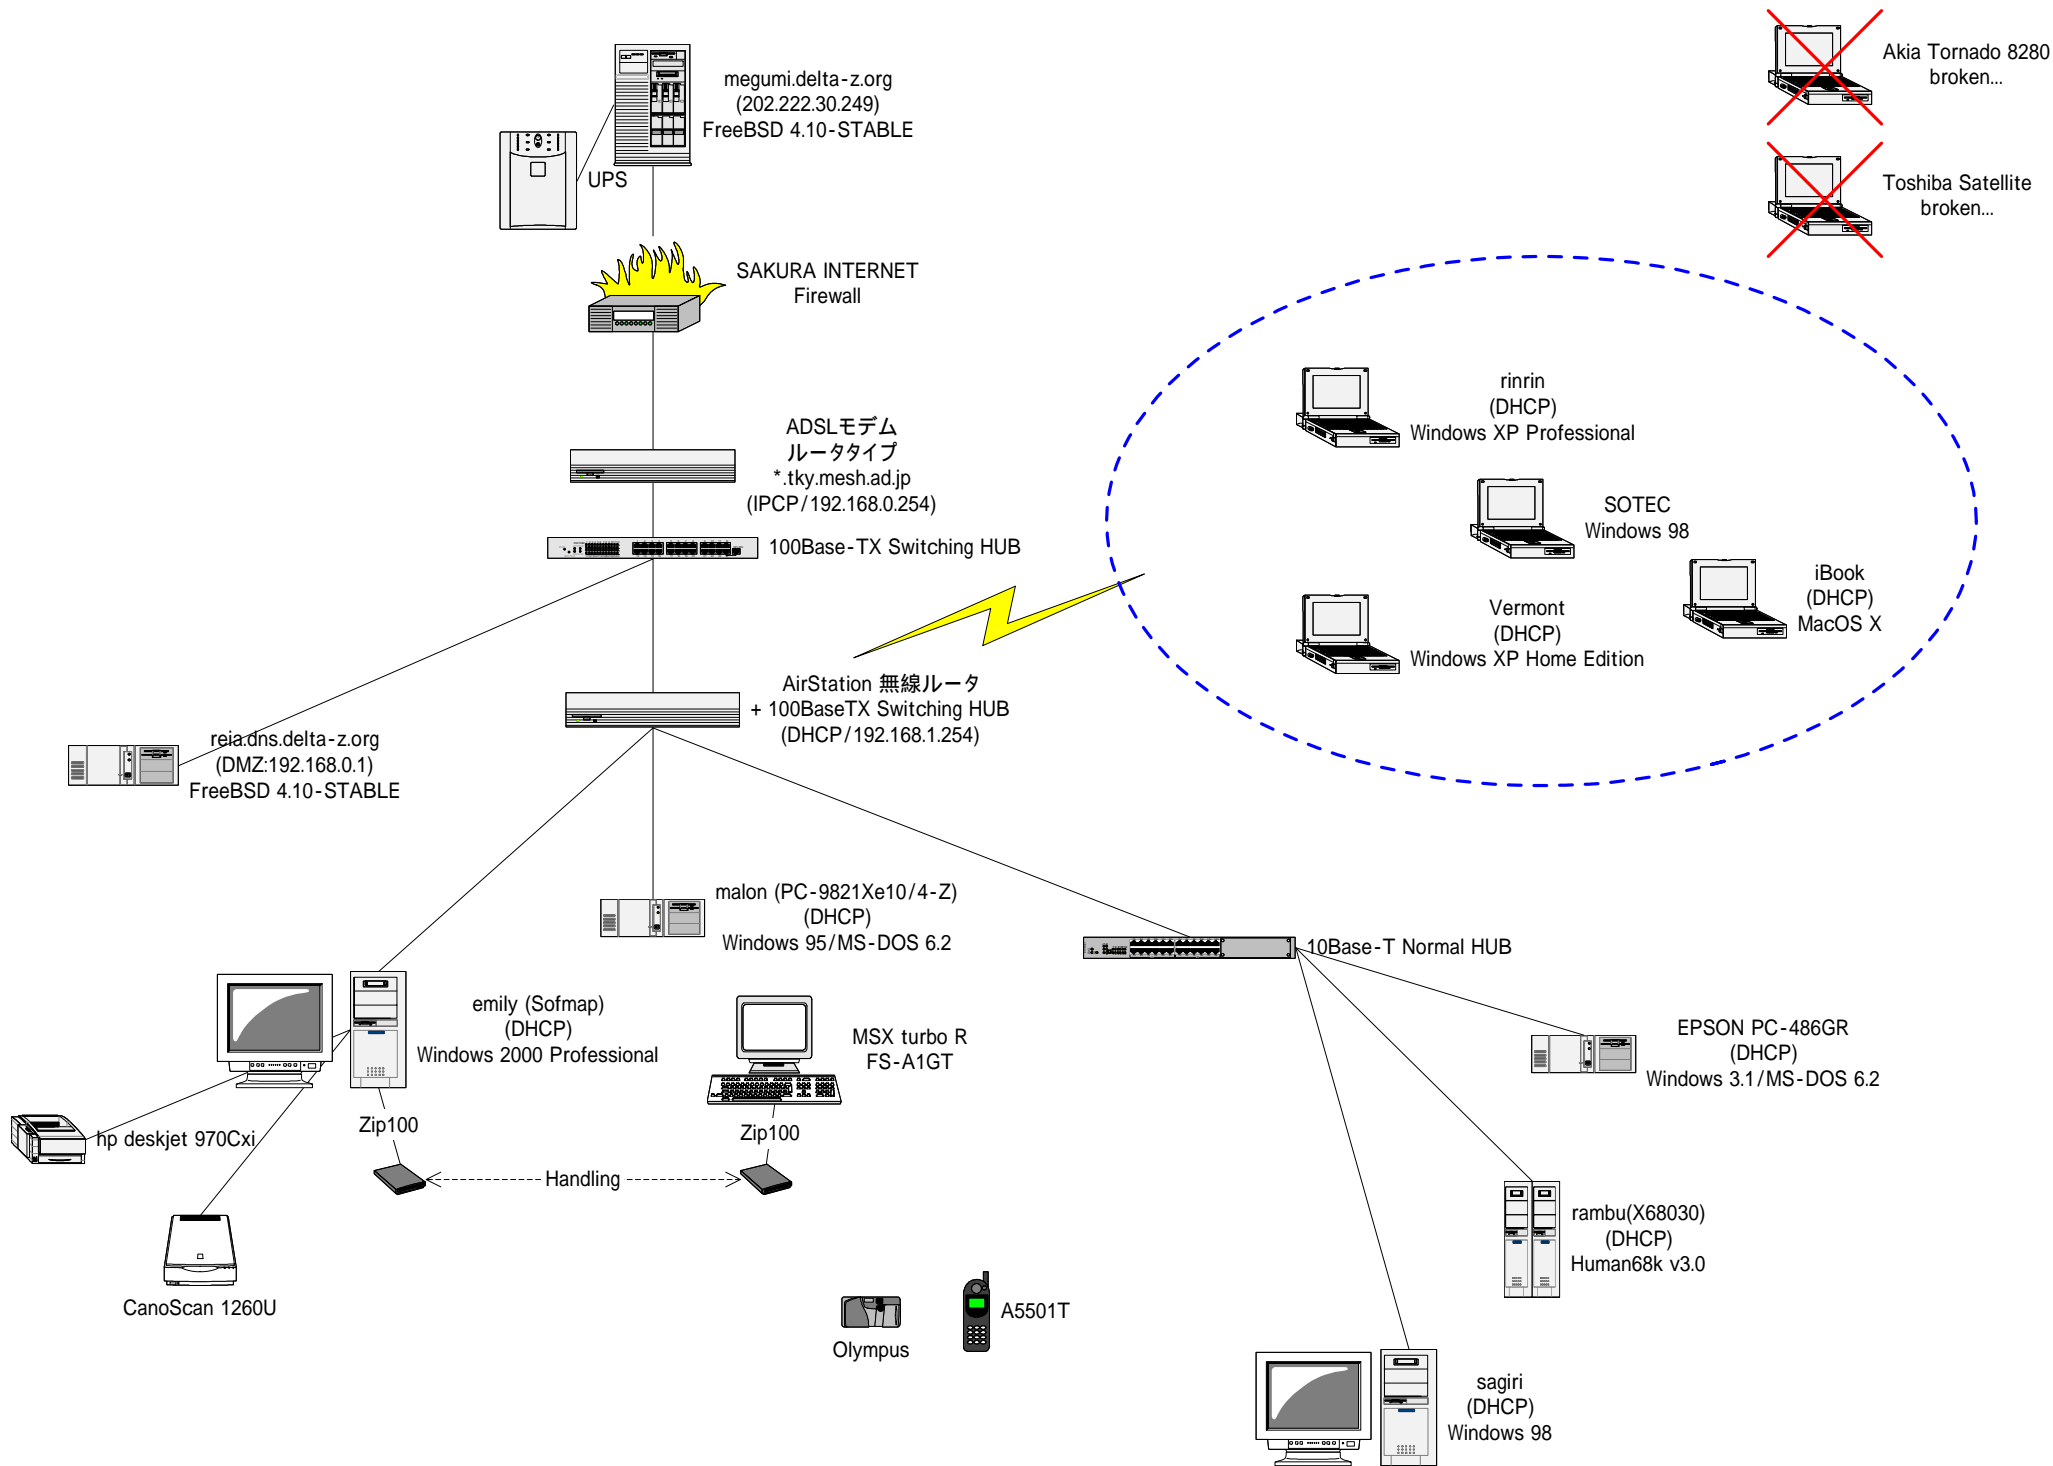 megumi.delta-z.org
(202.222.30.249)
FreeBSD 4.10-STABLE
UPS
Akia Tornado 8280
broken...
Toshiba Satellite
broken...
SAKURA INTERNET
Firewall
ADSLモデム
ルータタイプ
*.tky.mesh.ad.jp
(IPCP/192.168.0.254)
100Base-TX Switching HUB
rinrin
(DHCP)
Windows XP Professional
SOTEC
Windows 98
iBook
(DHCP)
MacOS X
Vermont
(DHCP)
Windows XP Home Edition
AirStation 無線ルータ
+ 100BaseTX Switching HUB
(DHCP/192.168.1.254)
reia.dns.delta-z.org
(DMZ:192.168.0.1)
FreeBSD 4.10-STABLE
malon (PC-9821Xe10/4-Z)
(DHCP)
Windows 95/MS-DOS 6.2
10Base-T Normal HUB
emily (Sofmap)
(DHCP)
Windows 2000 Professional
MSX turbo R
FS-A1GT
EPSON PC-486GR
(DHCP)
Windows 3.1/MS-DOS 6.2
hp deskjet 970Cxi
Zip100
Zip100
Handling
CanoScan 1260U
rambu(X68030)
(DHCP)
Human68k v3.0
Olympus
A5501T
sagiri
(DHCP)
Windows 98